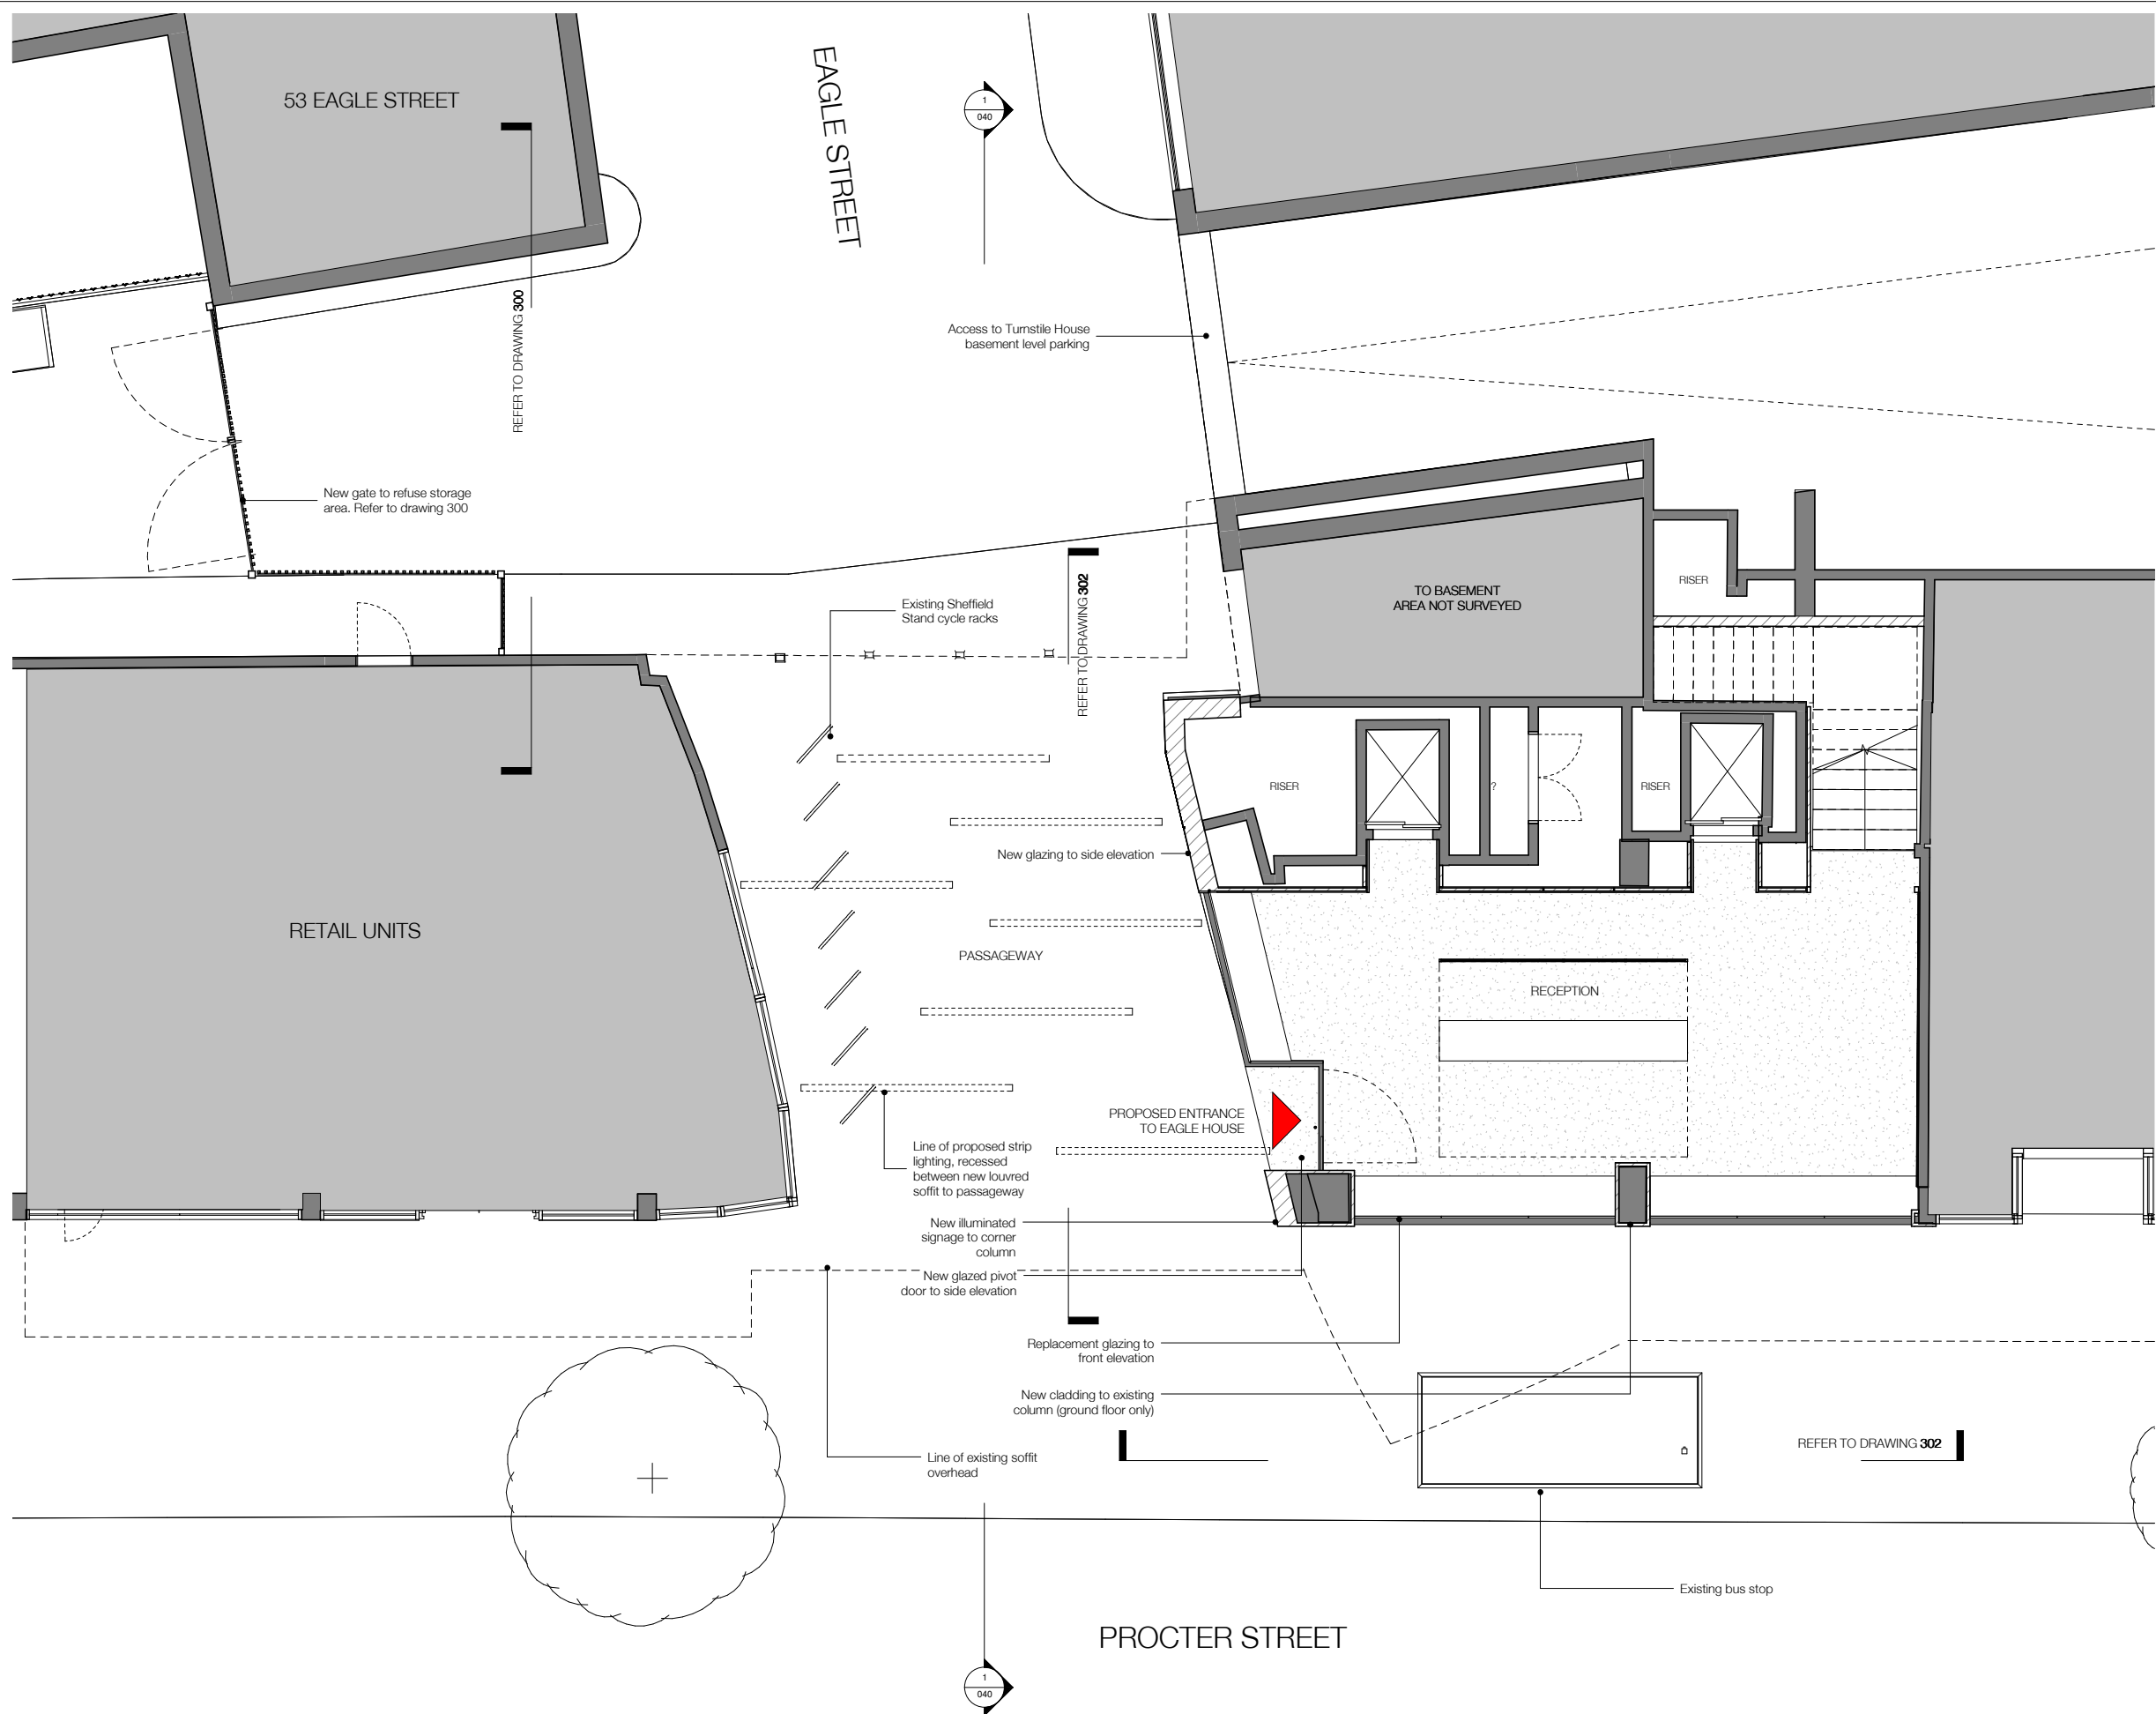 53 EAGLE STREET
EAGLE STREET
1
040
REFER TO DRAWING 300
Access to Turnstile House
basement level parking
New gate to refuse storage
area. Refer to drawing 300
Existing Sheffield
Stand cycle racks
REFER TO DRAWING 302
TO BASEMENT
AREA NOT SURVEYED
RISER
RISER
?
RISER
New glazing to side elevation
RETAIL UNITS
PASSAGEWAY
RECEPTION
PROPOSED ENTRANCE
TO EAGLE HOUSE
Line of proposed strip
lighting, recessed
between new louvred
soffit to passageway
New illuminated
signage to corner
column
New glazed pivot
door to side elevation
Replacement glazing to
front elevation
New cladding to existing
column (ground floor only)
Line of existing soffit
overhead
REFER TO DRAWING 302
Existing bus stop
PROCTER STREET
1
040